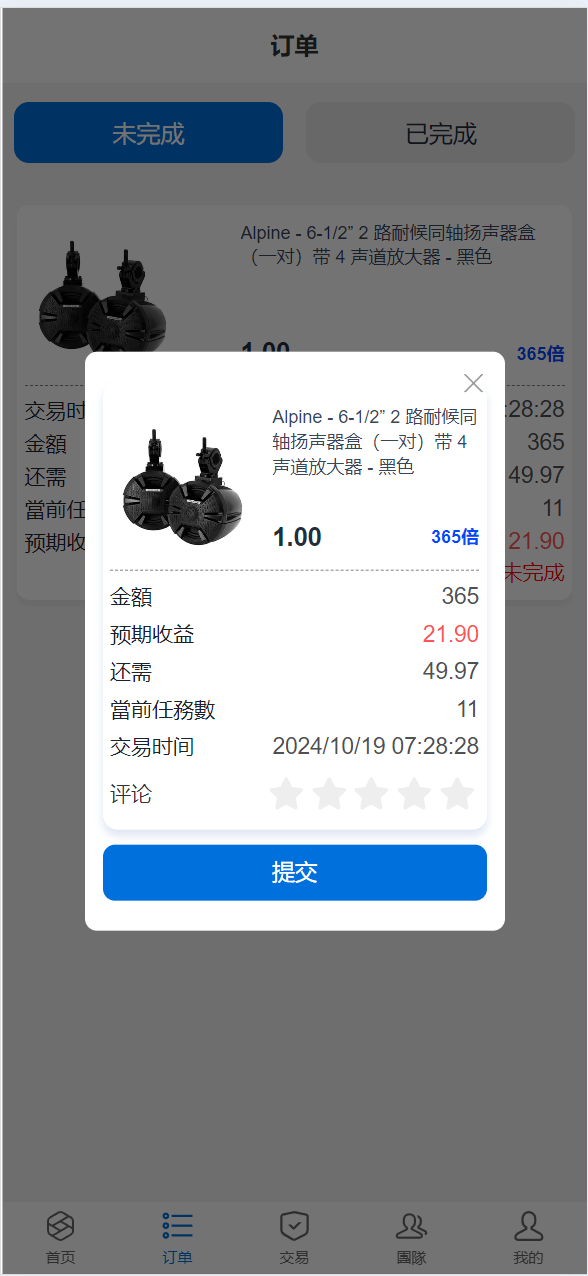 订单
未完成
已完成
Alpine - 6-1/2” 2 路耐候同轴扬声器盒
（一对）带 4 声道放大器 - 黑色
1.00
365倍
交易时
:28:28
金額
365
还需
49.97
當前任
11
预期收
21.90
未完成
Alpine - 6-1/2” 2 路耐候同
轴扬声器盒（一对）带 4
声道放大器 - 黑色
1.00
365倍
金額
365
预期收益
21.90
还需
49.97
當前任務數
11
交易时间
2024/10/19 07:28:28
评论
提交
首页
订单
交易
團隊
我的